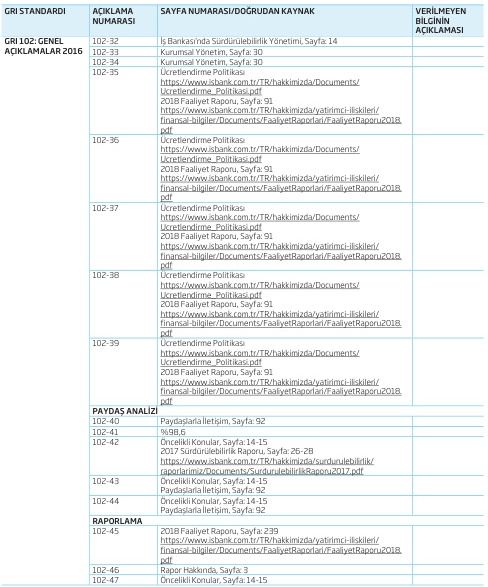 GRI STANDARDI
AÇIKLAMA
NUMARASI
SAYFA NUMARASI/DOĞRUDAN KAYNAK
VERİLMEYEN
BİLGİNİN
AÇIKLAMASI
GRI 102: GENEL
AÇIKLAMALAR 2016
102-32
İş Bankası'nda Sürdürülebilirlik Yönetimi, Sayfa: 14
102-33
Kurumsal Yönetim, Sayfa: 30
102-34
Kurumsal Yönetim, Sayfa: 30
102-35
Ücretlendirme Politikası
https://www.isbank.com.tr/TR/hakkimizda/Documents/
Ucretlendirme_Politikasi.pdf
2018 Faaliyet Raporu, Sayfa: 91
https://www.isbank.com.tr/TR/hakkimizda/yatirimci-iliskileri/
finansal-bilgiler/Documents/FaaliyetRaporlari/FaaliyetRaporu2018.
pdf
102-36
Ücretlendirme Politikası
https://www.isbank.com.tr/TR/hakkimizda/Documents/
Ucretlendirme_Politikasi.pdf
2018 Faaliyet Raporu, Sayfa: 91
https://www.isbank.com.tr/TR/hakkimizda/yatirimci-iliskileri/
finansal-bilgiler/Documents/FaaliyetRaporlari/FaaliyetRaporu2018.
pdf
102-37
Ücretlendirme Politikası
https://www.isbank.com.tr/TR/hakkimizda/Documents/
Ucretlendirme_Politikasi.pdf
2018 Faaliyet Raporu, Sayfa: 91
https://www.isbank.com.tr/TR/hakkimizda/yatirimci-iliskileri/
finansal-bilgiler/Documents/FaaliyetRaporlari/FaaliyetRaporu2018.
pdf
102-38
Ücretlendirme Politikası
https://www.isbank.com.tr/TR/hakkimizda/Documents/
Ucretlendirme_Politikasi.pdf
2018 Faaliyet Raporu, Sayfa: 91
https://www.isbank.com.tr/TR/hakkimizda/yatirimci-iliskileri/
finansal-bilgiler/Documents/FaaliyetRaporlari/FaaliyetRaporu2018.
pdf
102-39
Ücretlendirme Politikası
https://www.isbank.com.tr/TR/hakkimizda/Documents/
Ucretlendirme_Politikasi.pdf
2018 Faaliyet Raporu, Sayfa: 91
https://www.isbank.com.tr/TR/hakkimizda/yatirimci-iliskileri/
finansal-bilgiler/Documents/FaaliyetRaporlari/FaaliyetRaporu2018.
pdf
PAYDAŞ ANALİZİ
102-40
Paydaşlarla İletişim, Sayfa: 92
102-41
%98,6
102-42
Öncelikli Konular, Sayfa: 14-15
2017 Sürdürülebilirlik Raporu, Sayfa: 26-28
https://www.isbank.com.tr/TR/hakkimizda/surdurulebilirlik/
raporlarimiz/Documents/SurdurulebilirlikRaporu2017.pdf
102-43
Öncelikli Konular, Sayfa: 14-15
Paydaşlarla İletişim, Sayfa: 92
102-44
Öncelikli Konular, Sayfa: 14-15
Paydaşlarla İletişim, Sayfa: 92
RAPORLAMA
102-45
2018 Faaliyet Raporu, Sayfa: 239
https://www.isbank.com.tr/TR/hakkimizda/yatirimci-iliskileri/
finansal-bilgiler/Documents/FaaliyetRaporlari/FaaliyetRaporu2018.
pdf
102-46
Rapor Hakkında, Sayfa: 3
102-47
Öncelikli Konular, Sayfa: 14-15